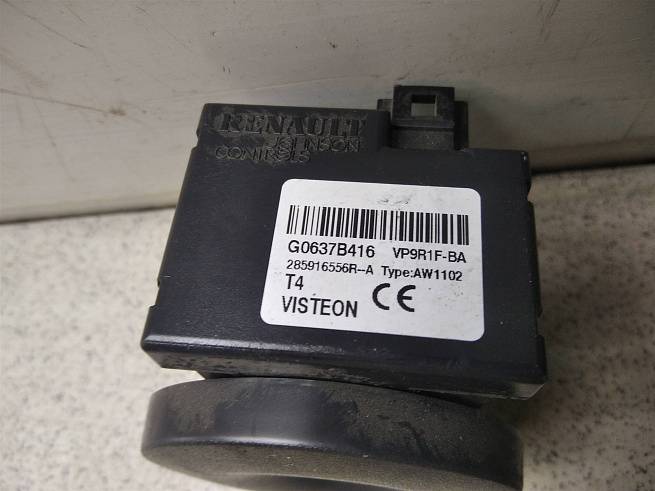 RENAULT
JOHNSON
CONTROLS
G0637B416 VP9R1F-BA
285916556R--A Type:AW1102
T4
VISTEON CE